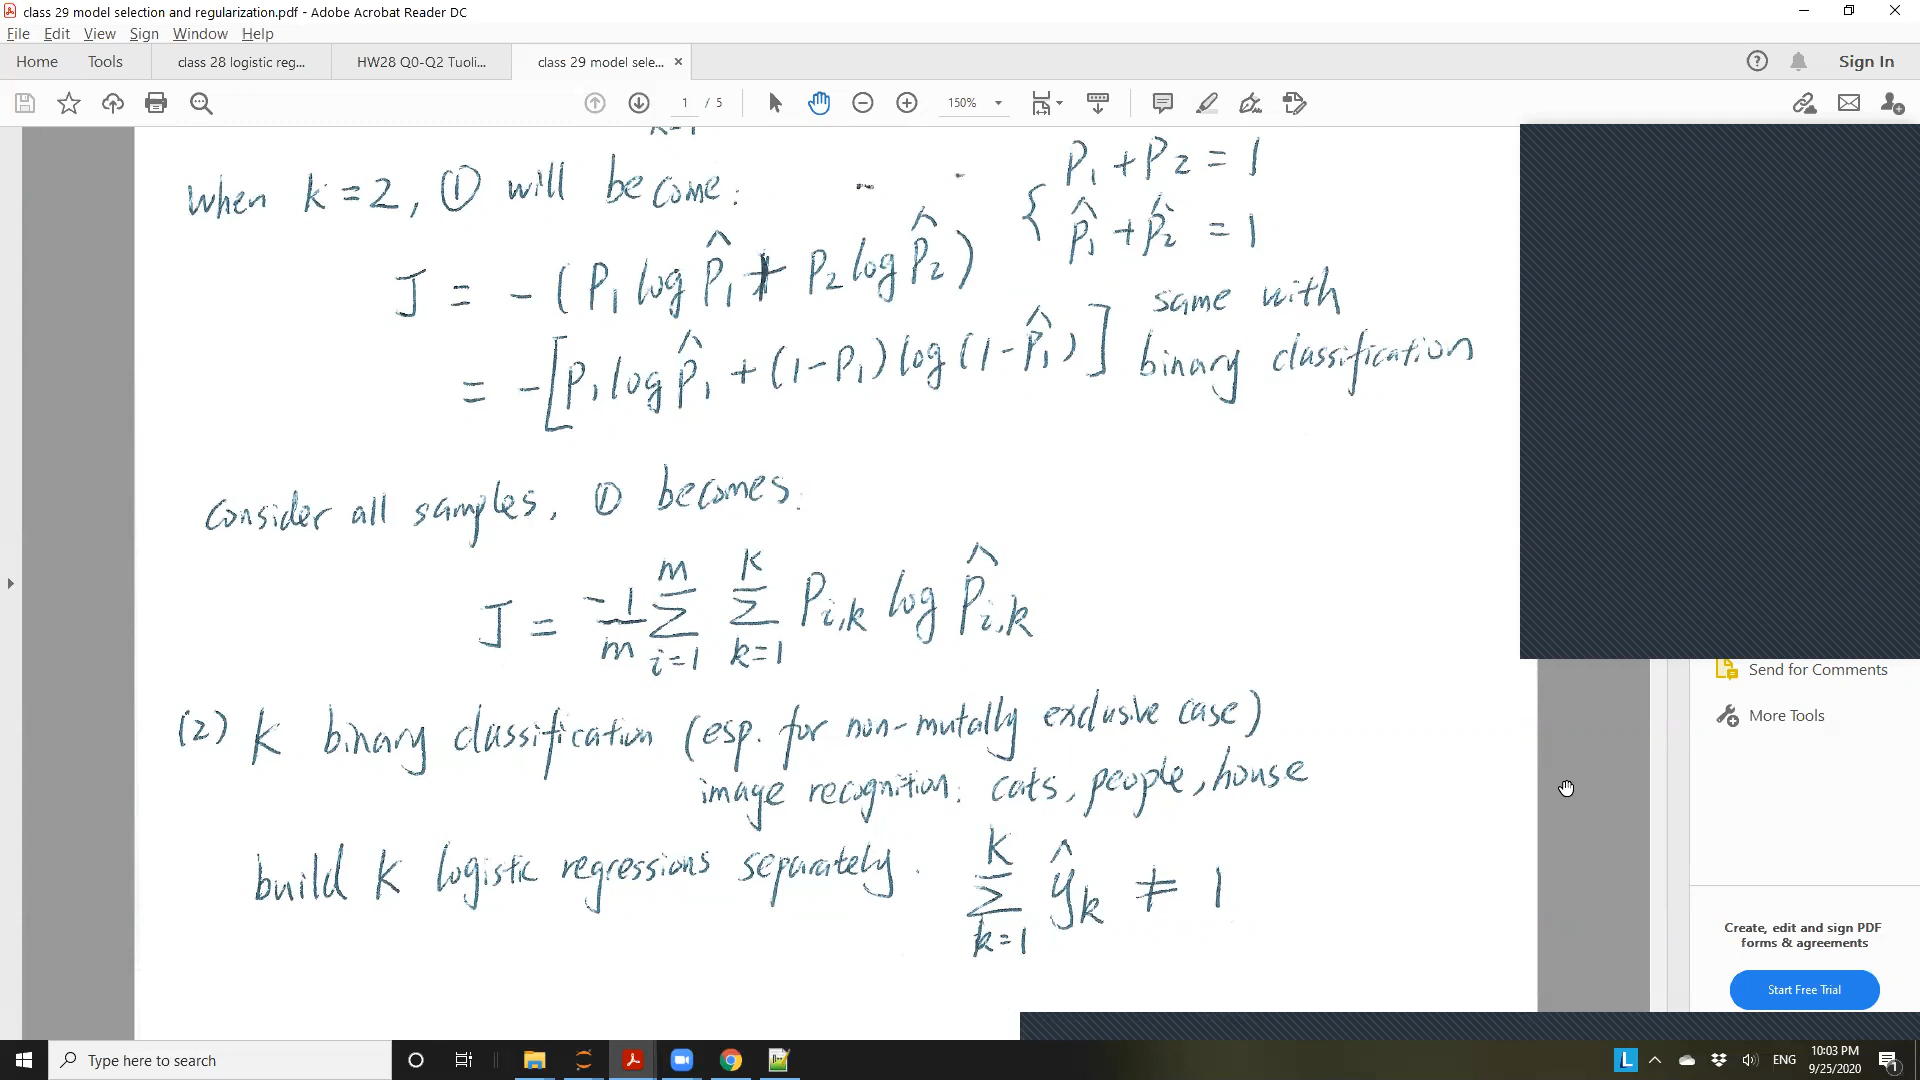 class 29 model selection and regularization.pdf - Adobe Acrobat Reader DC
File Edit View Sign Window Help
Home Tools class 28 logistic reg... HW28 Q0-Q2 Tuoli... class 29 model sele... × Sign In
1 / 5 150%
k=1
When k=2, ① will become:
P₁ + P₂ = 1
P̂₁ + P̂₂ = 1
J = -(P₁ log P̂₁ + P₂ log P̂₂)
same with
= -[P₁ log P̂₁ + (1-P₁) log (1-P̂₁)] binary classification
Consider all samples, ① becomes:
J = -1/m Σ_{i=1}^{m} Σ_{k=1}^{K} P_{i,k} log P̂_{i,k}
(2) K binary classification (esp. for non-mutally exclusive case)
image recognition: cats, people, house
build K logistic regressions separately. Σ_{k=1}^{K} ŷ_k ≠ 1
Send for Comments
More Tools
Create, edit and sign PDF
forms & agreements
Start Free Trial
Type here to search
L ENG 10:03 PM
9/25/2020
1